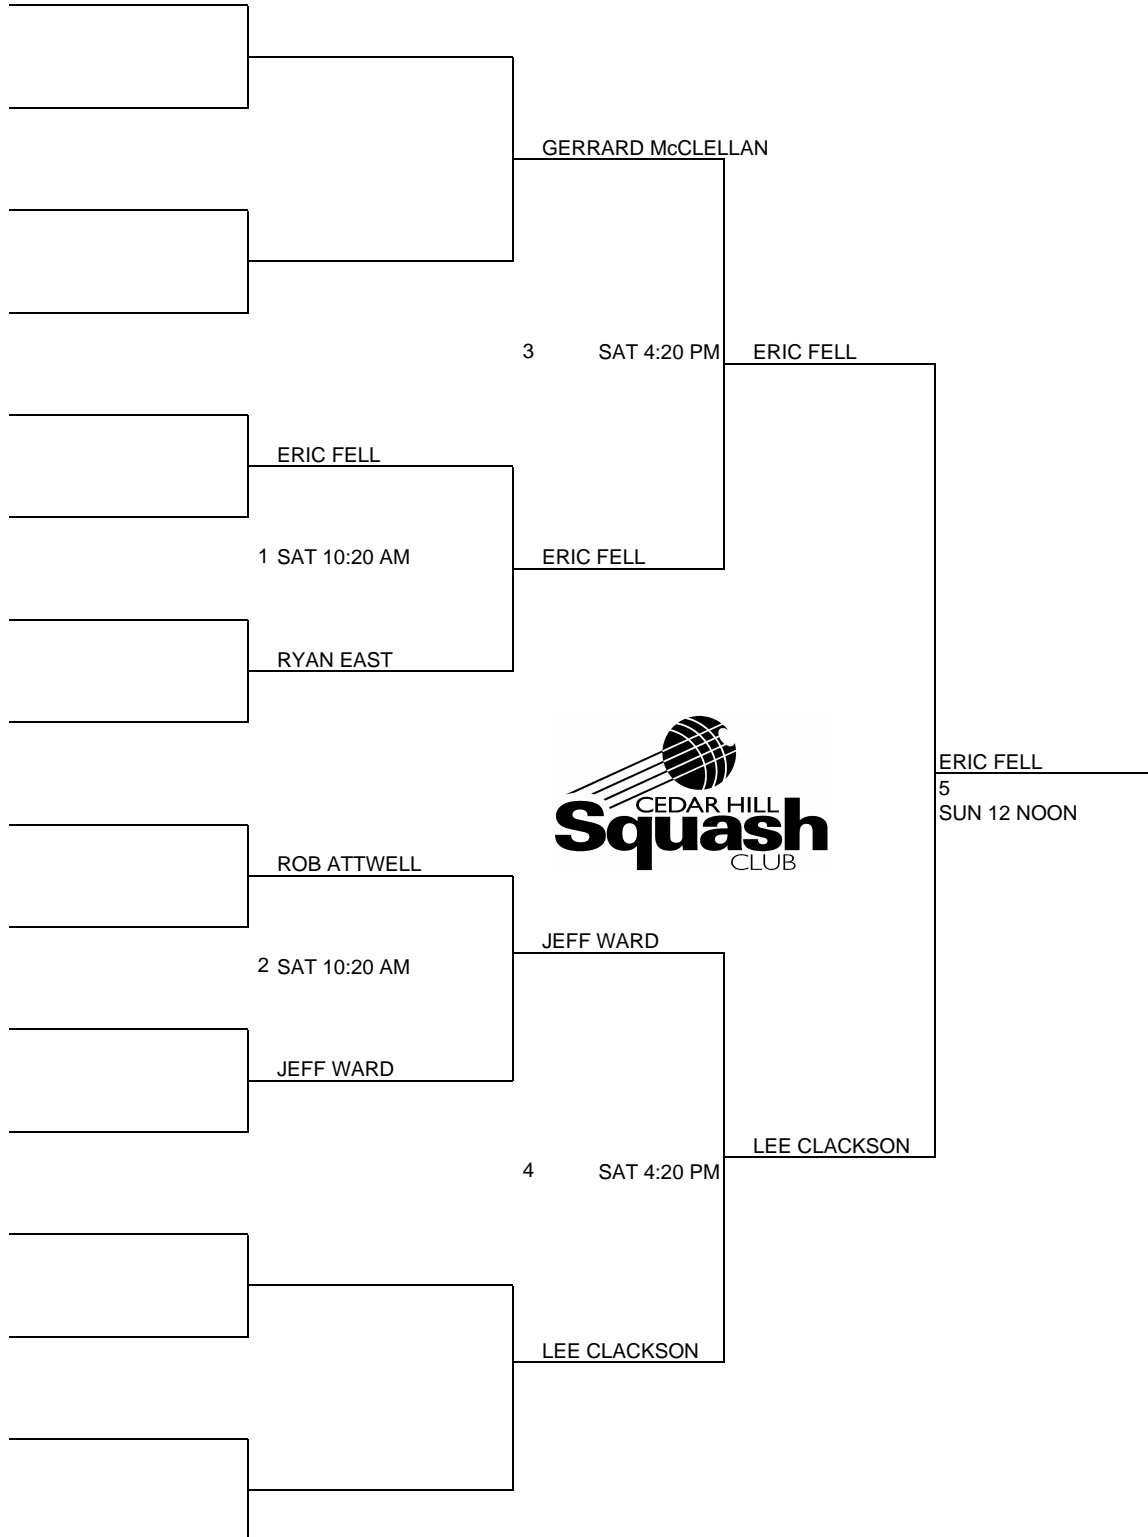 GERRARD McCLELLAN
3 SAT 4:20 PM ERIC FELL
ERIC FELL
1 SAT 10:20 AM ERIC FELL
RYAN EAST
ERIC FELL
5
SUN 12 NOON
CEDAR HILL
Squash
CLUB
ROB ATTWELL
JEFF WARD
2 SAT 10:20 AM
JEFF WARD
LEE CLACKSON
4 SAT 4:20 PM
LEE CLACKSON